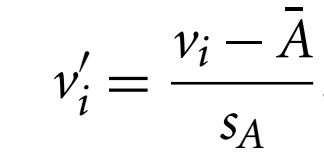 v′ᵢ = (vᵢ − Ā) / s_A